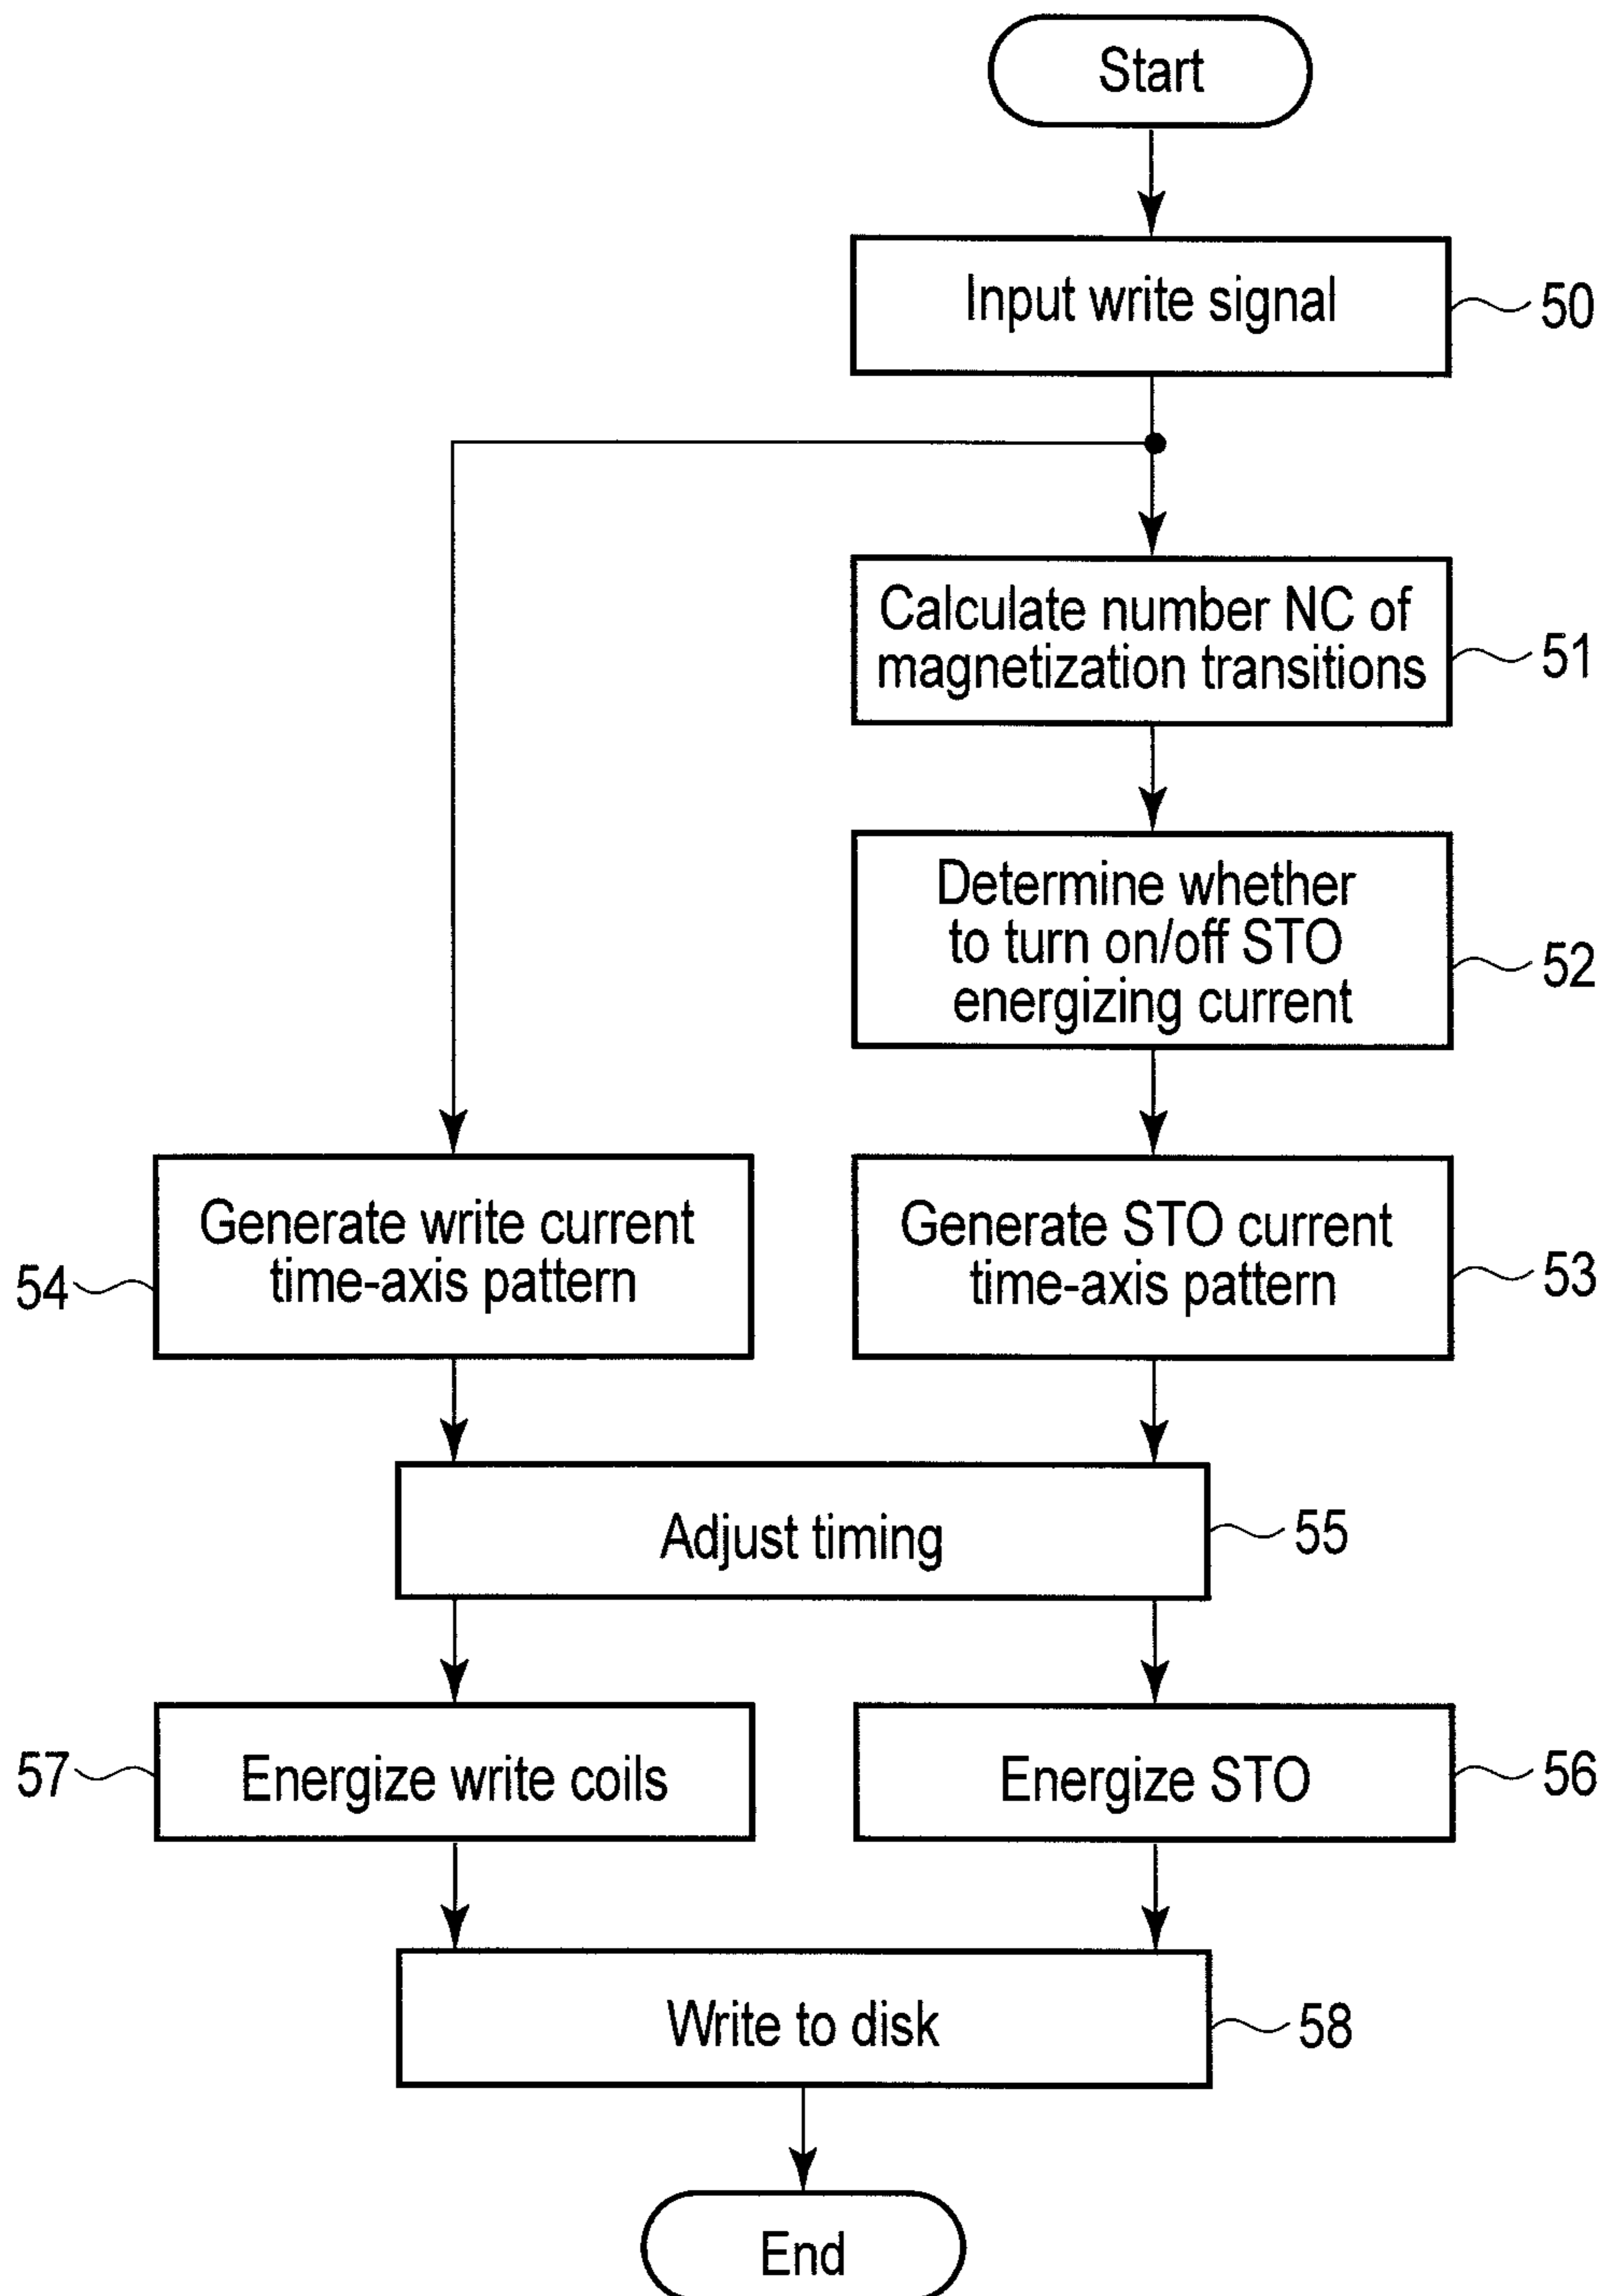 Start
Input write signal
50
Calculate number NC of
magnetization transitions
51
Determine whether
to turn on/off STO
energizing current
52
Generate write current
time-axis pattern
54
Generate STO current
time-axis pattern
53
Adjust timing
55
Energize write coils
57
Energize STO
56
Write to disk
58
End